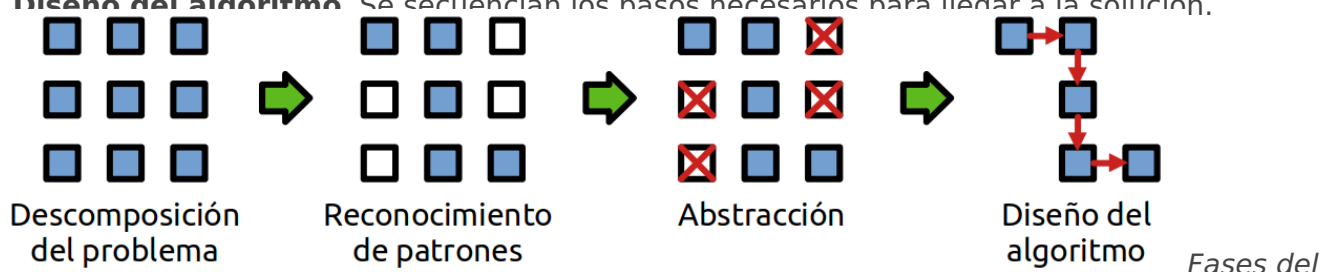 Diseño del algoritmo. Se secuencian los pasos necesarios para llegar a la solución.
Descomposición
del problema
Reconocimiento
de patrones
Abstracción
Diseño del
algoritmo
Fases del